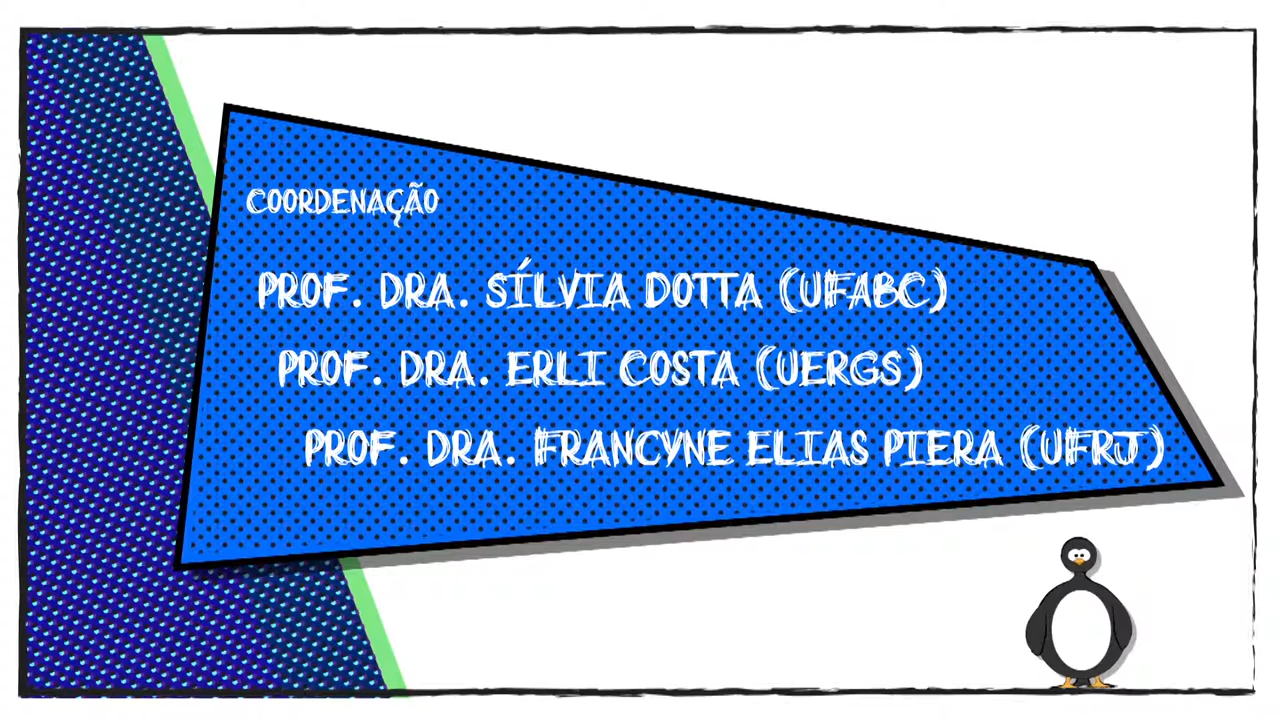 COORDENAÇÃO
PROF. DRA. SÍLVIA DOTTA (UFABC)
PROF. DRA. ERLI COSTA (UERGS)
PROF. DRA. FRANCYNE ELIAS PIERA (UFRJ)